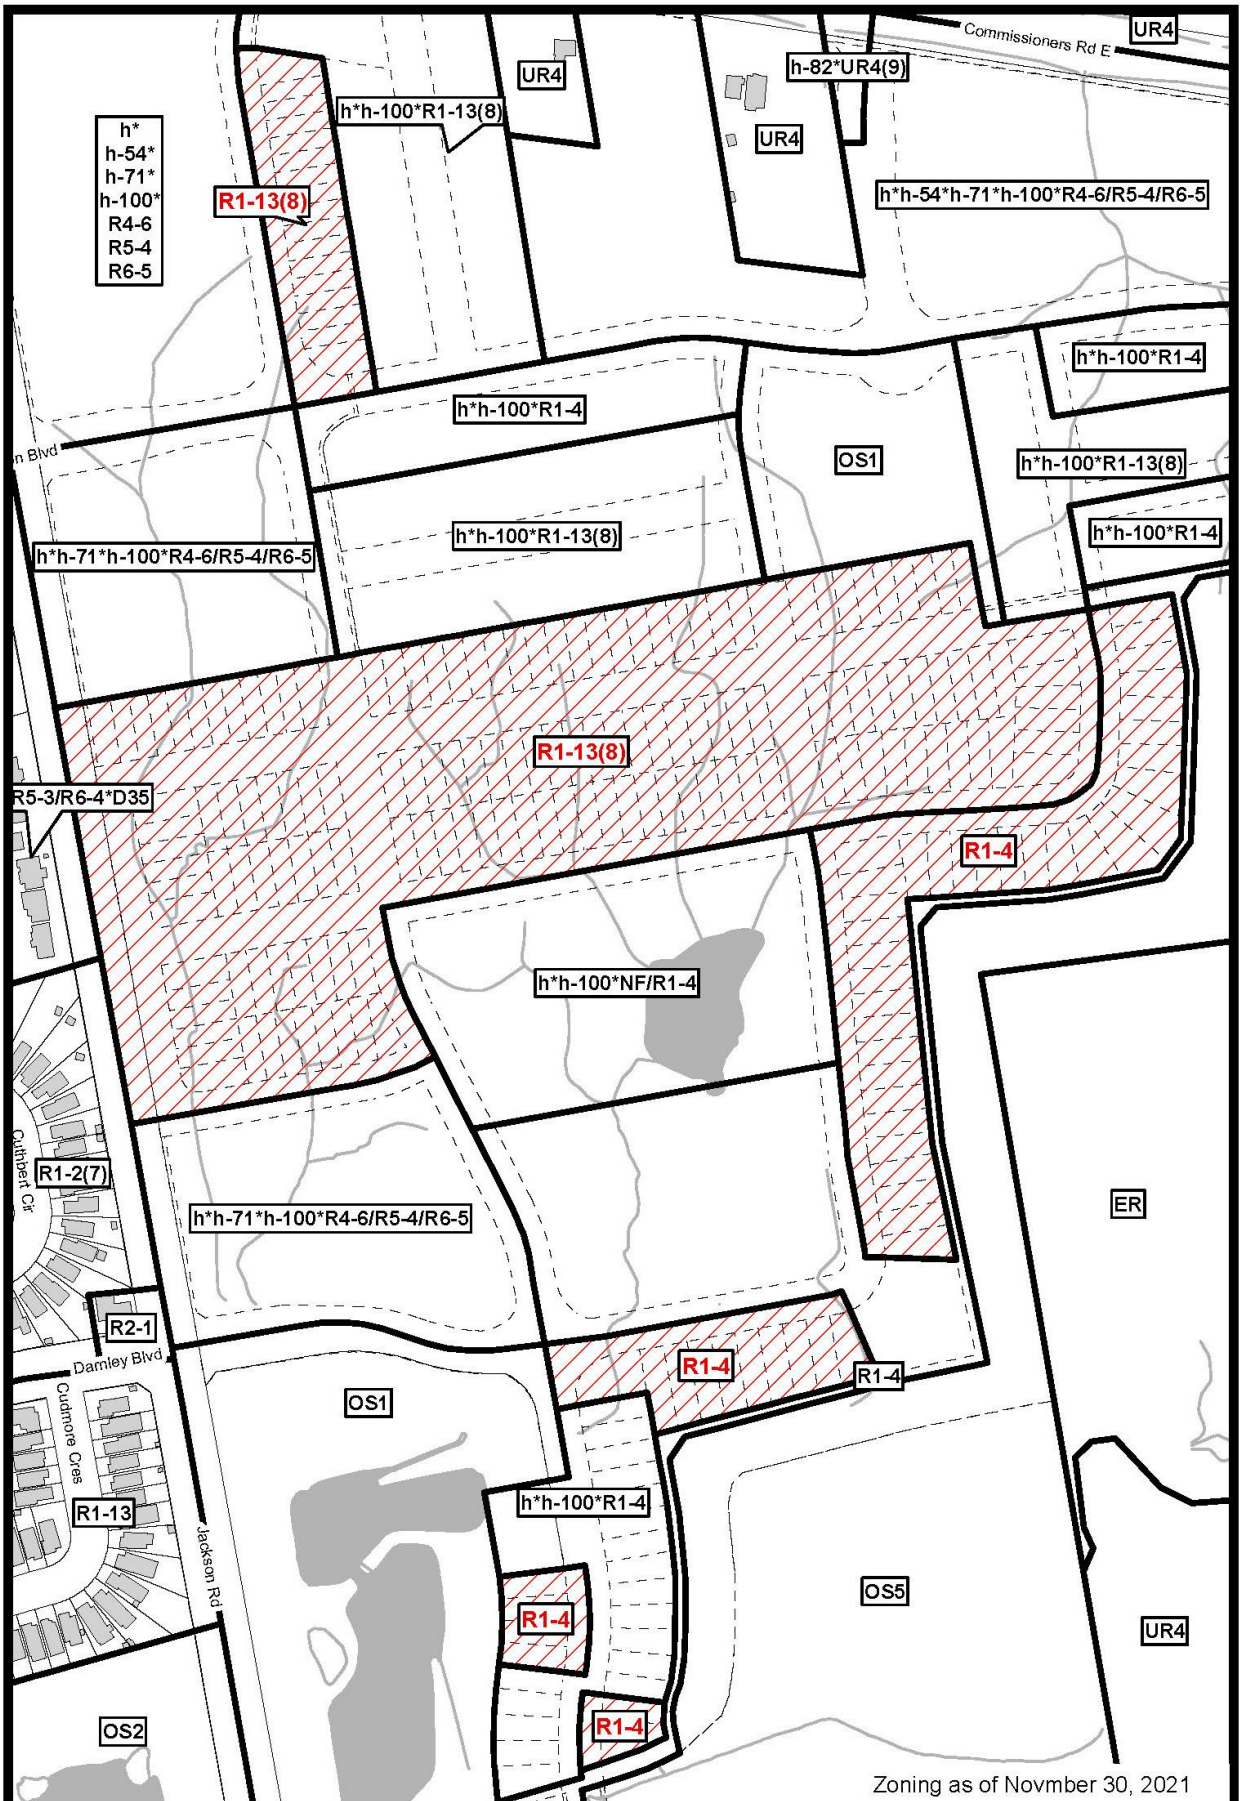 UR4
Commissioners Rd E
UR4
h-82*UR4(9)
h*h-100*R1-13(8)
h*
h-54*
h-71*
h-100*
R4-6
R5-4
R6-5
UR4
R1-13(8)
h*h-54*h-71*h-100*R4-6/R5-4/R6-5
h*h-100*R1-4
h*h-100*R1-4
n Blvd
OS1
h*h-100*R1-13(8)
h*h-100*R1-13(8)
h*h-100*R1-4
h*h-71*h-100*R4-6/R5-4/R6-5
R1-13(8)
R5-3/R6-4*D35
R1-4
h*h-100*NF/R1-4
Cuthbert Cir
R1-2(7)
h*h-71*h-100*R4-6/R5-4/R6-5
ER
R2-1
Darnley Blvd
R1-4
R1-4
OS1
Cudmore Cres
h*h-100*R1-4
R1-13
Jackson Rd
OS5
R1-4
UR4
R1-4
OS2
Zoning as of Novmber 30, 2021